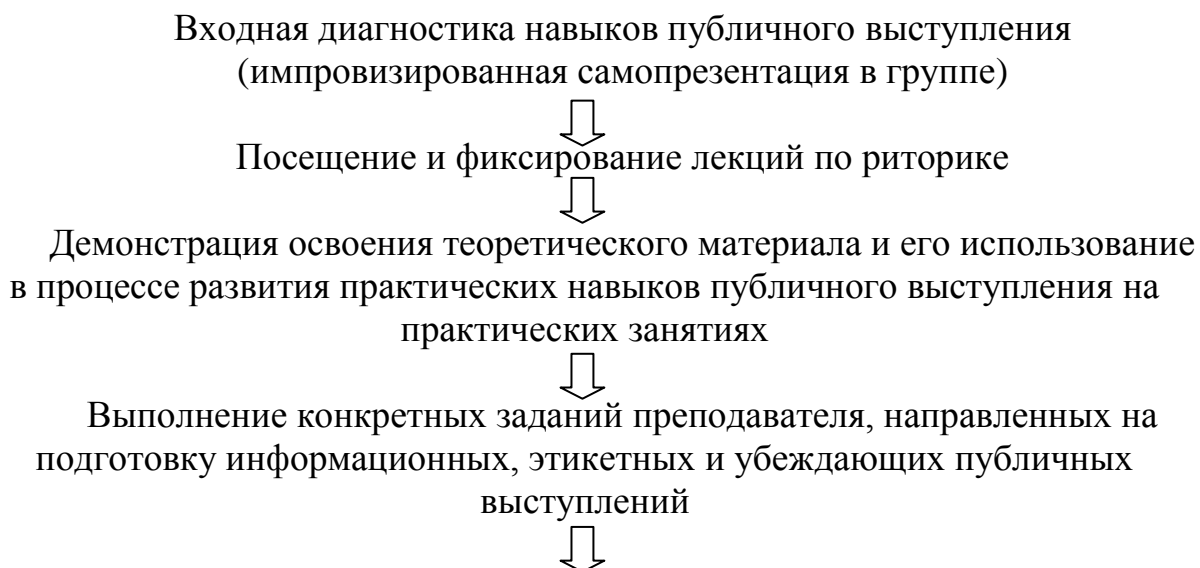 Входная диагностика навыков публичного выступления
(импровизированная самопрезентация в группе)
Посещение и фиксирование лекций по риторике
Демонстрация освоения теоретического материала и его использование
в процессе развития практических навыков публичного выступления на
практических занятиях
Выполнение конкретных заданий преподавателя, направленных на
подготовку информационных, этикетных и убеждающих публичных
выступлений